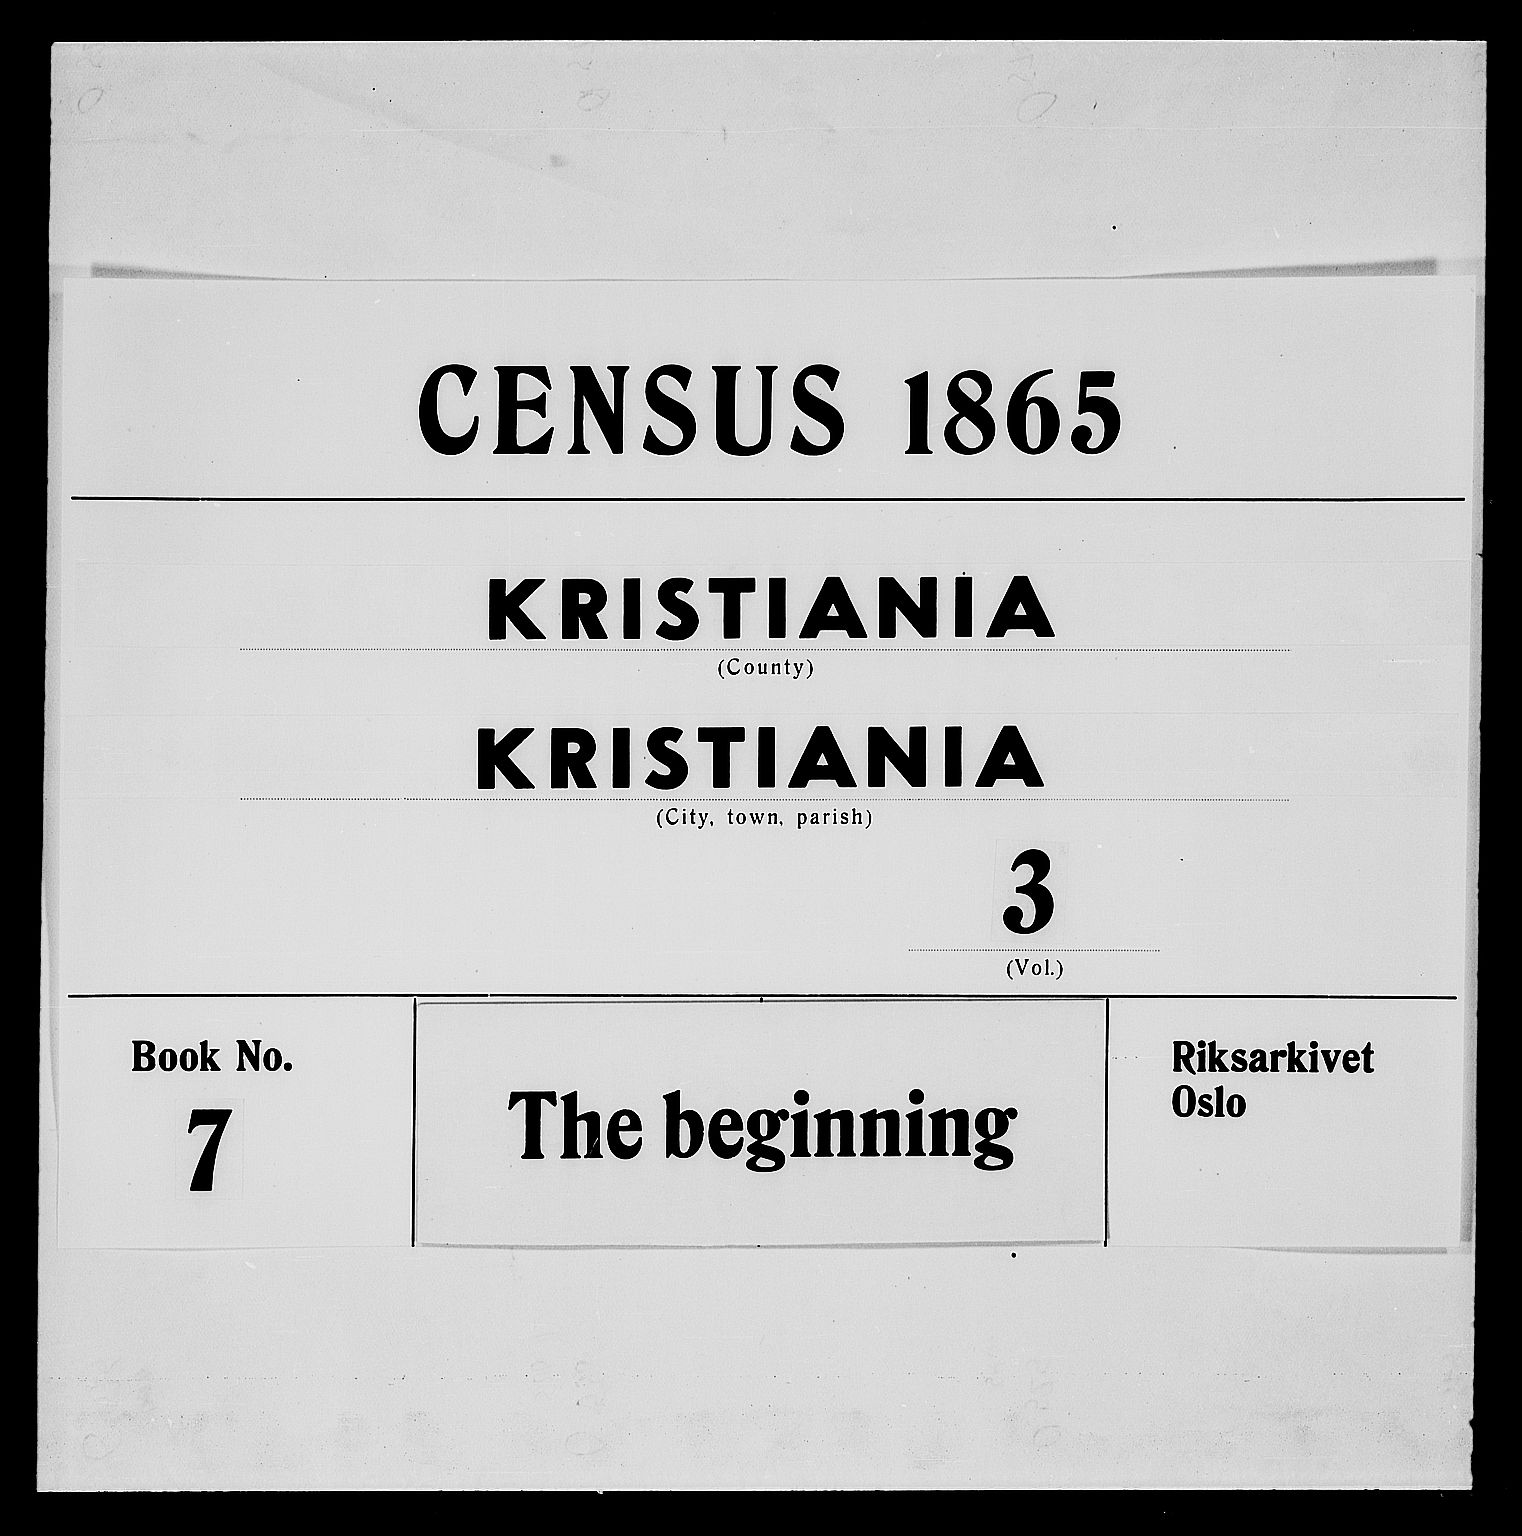 CENSUS 1865
KRISTIANIA
(County)
KRISTIANIA
(City, town, parish)
3
(Vol.)
Book No.
7
The beginning
Riksarkivet
Oslo